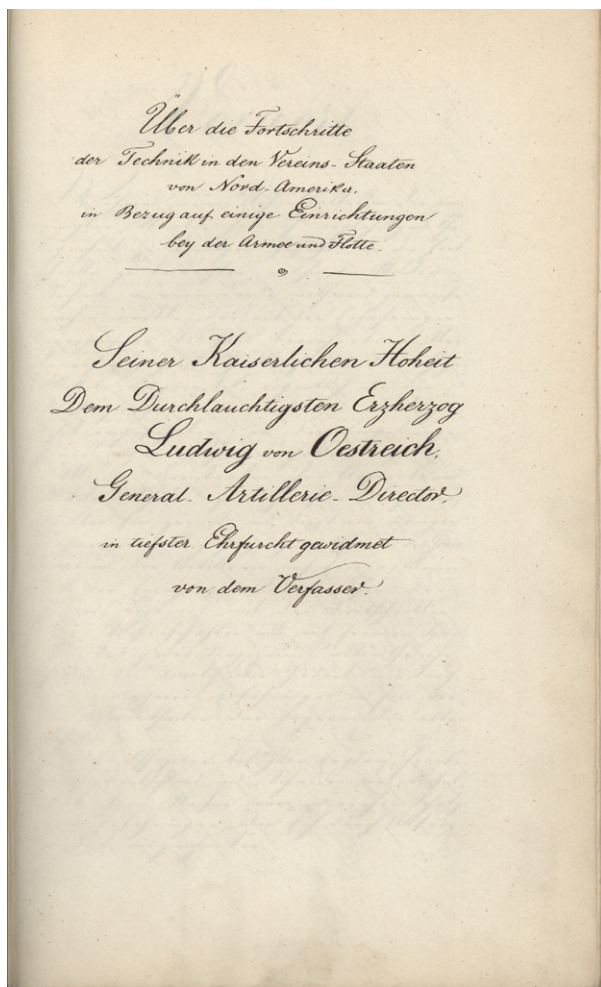 Über die Fortschritte
der Technik in den Vereins-Staaten
von Nord-Amerika,
in Bezug auf einige Einrichtungen
bey der Armee und Flotte.
Seiner Kaiserlichen Hoheit
Dem Durchlauchtigsten Erzherzog
Ludwig von Oestreich,
General-Artillerie-Director,
in tiefster Ehrfurcht gewidmet
von dem Verfasser.